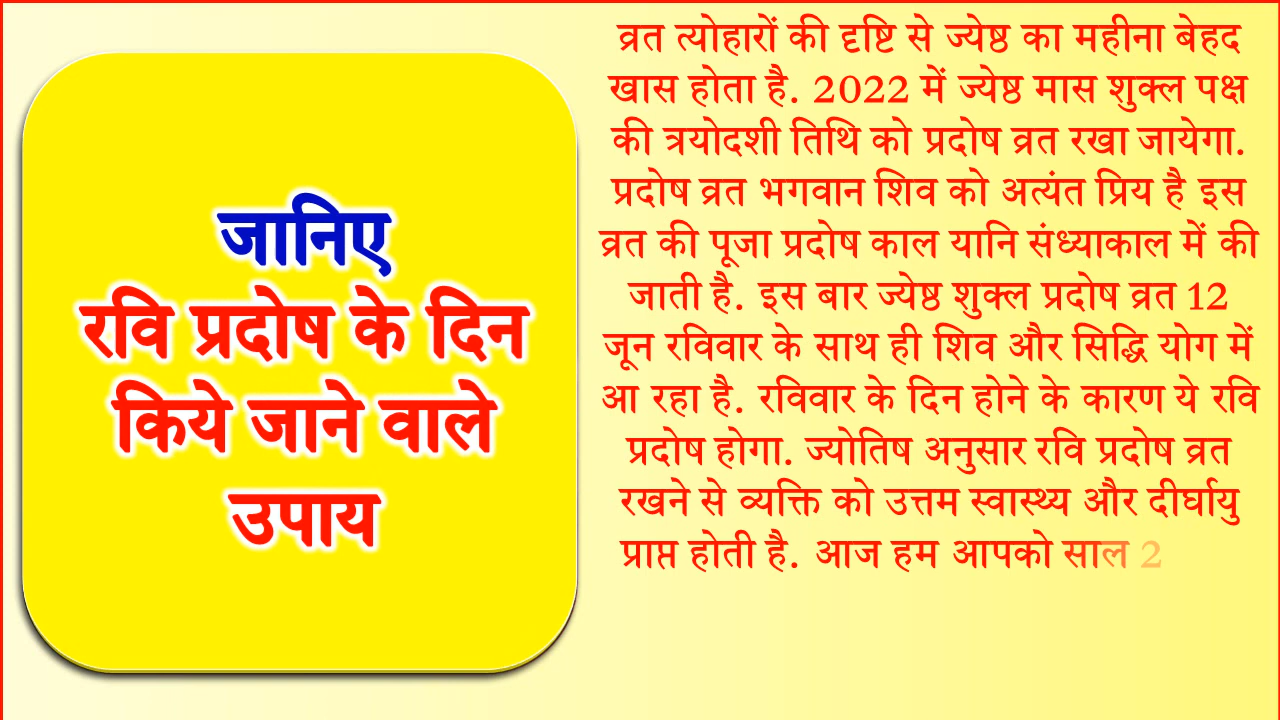 जानिए
रवि प्रदोष के दिन
किये जाने वाले
उपाय
व्रत त्योहारों की दृष्टि से ज्येष्ठ का महीना बेहद
खास होता है. 2022 में ज्येष्ठ मास शुक्ल पक्ष
की त्रयोदशी तिथि को प्रदोष व्रत रखा जायेगा.
प्रदोष व्रत भगवान शिव को अत्यंत प्रिय है इस
व्रत की पूजा प्रदोष काल यानि संध्याकाल में की
जाती है. इस बार ज्येष्ठ शुक्ल प्रदोष व्रत 12
जून रविवार के साथ ही शिव और सिद्धि योग में
आ रहा है. रविवार के दिन होने के कारण ये रवि
प्रदोष होगा. ज्योतिष अनुसार रवि प्रदोष व्रत
रखने से व्यक्ति को उत्तम स्वास्थ्य और दीर्घायु
प्राप्त होती है. आज हम आपको साल 2